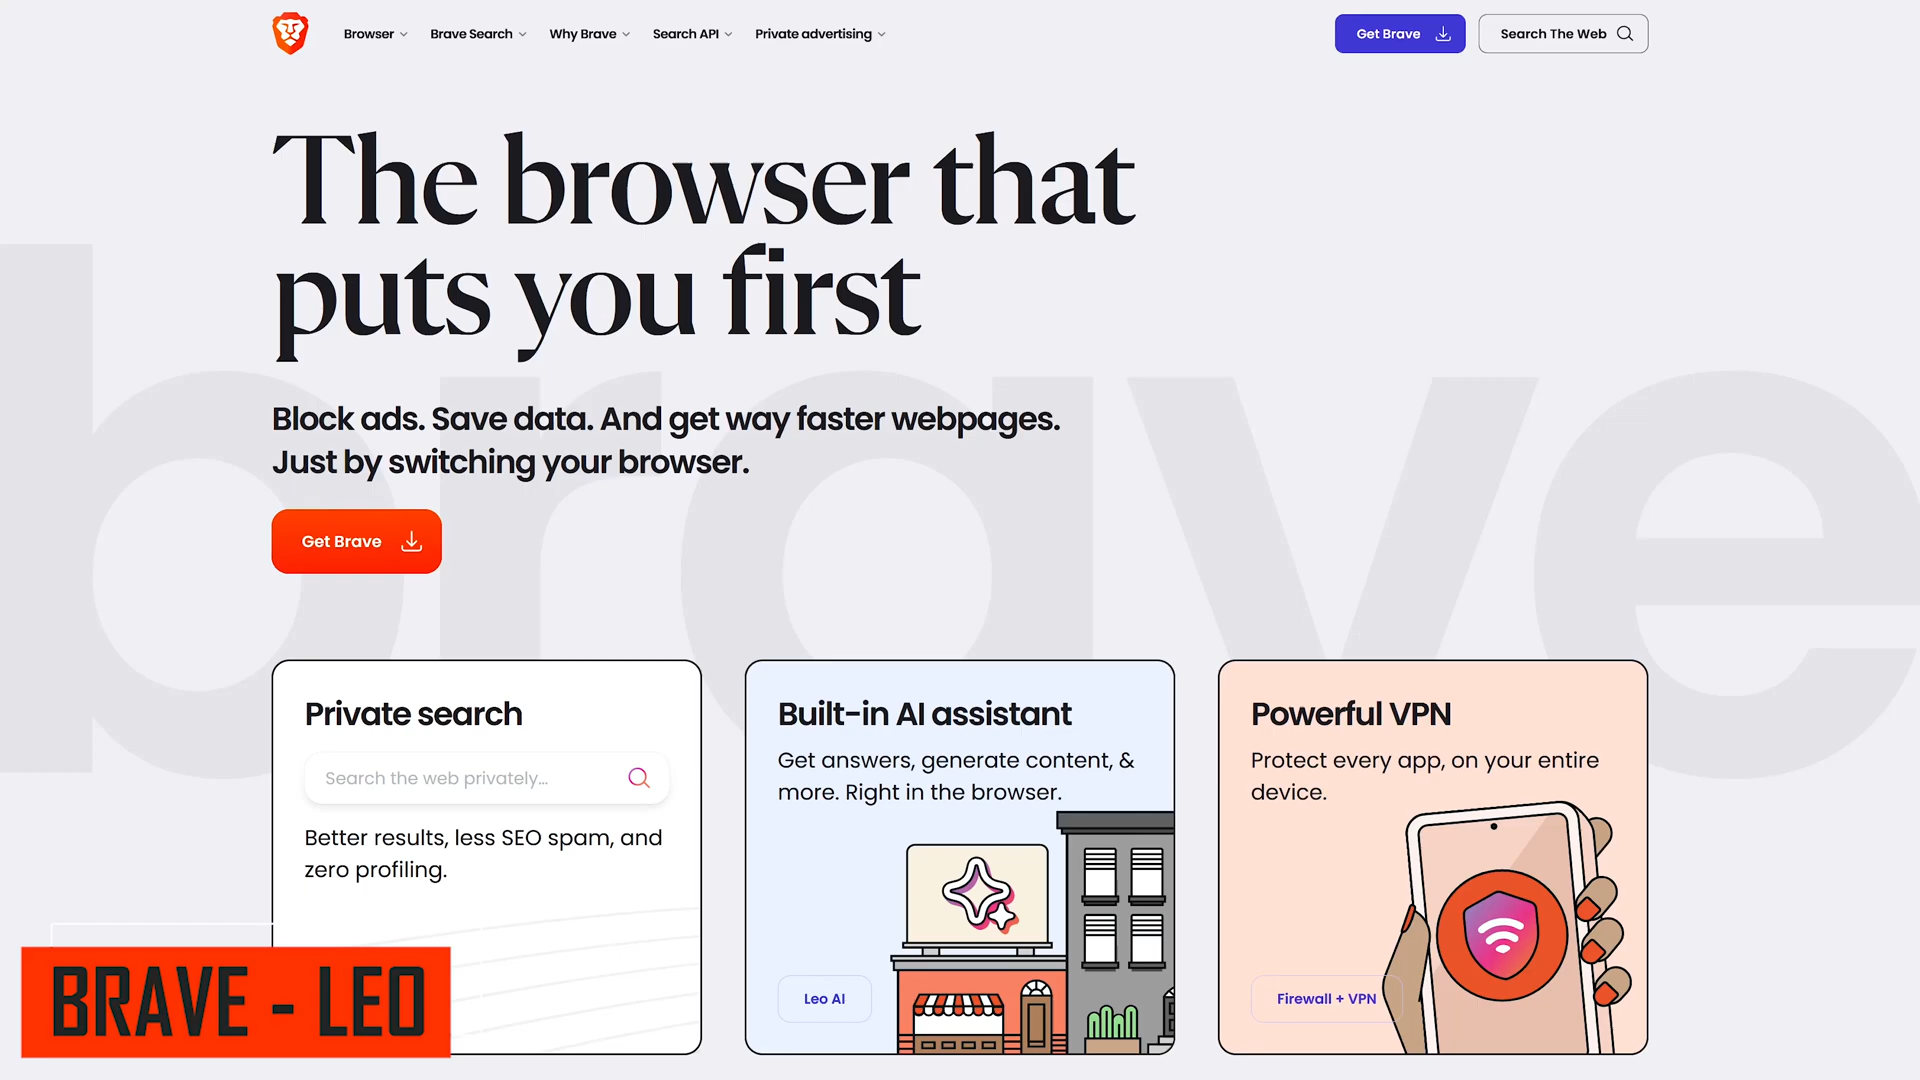 Browser
Brave Search
Why Brave
Search API
Private advertising
Get Brave
Search The Web
The browser that
puts you first
Block ads. Save data. And get way faster webpages.
Just by switching your browser.
Get Brave
brave
Private search
Search the web privately...
Better results, less SEO spam, and
zero profiling.
Built-in AI assistant
Get answers, generate content, &
more. Right in the browser.
Leo AI
Powerful VPN
Protect every app, on your entire
device.
Firewall + VPN
BRAVE - LEO